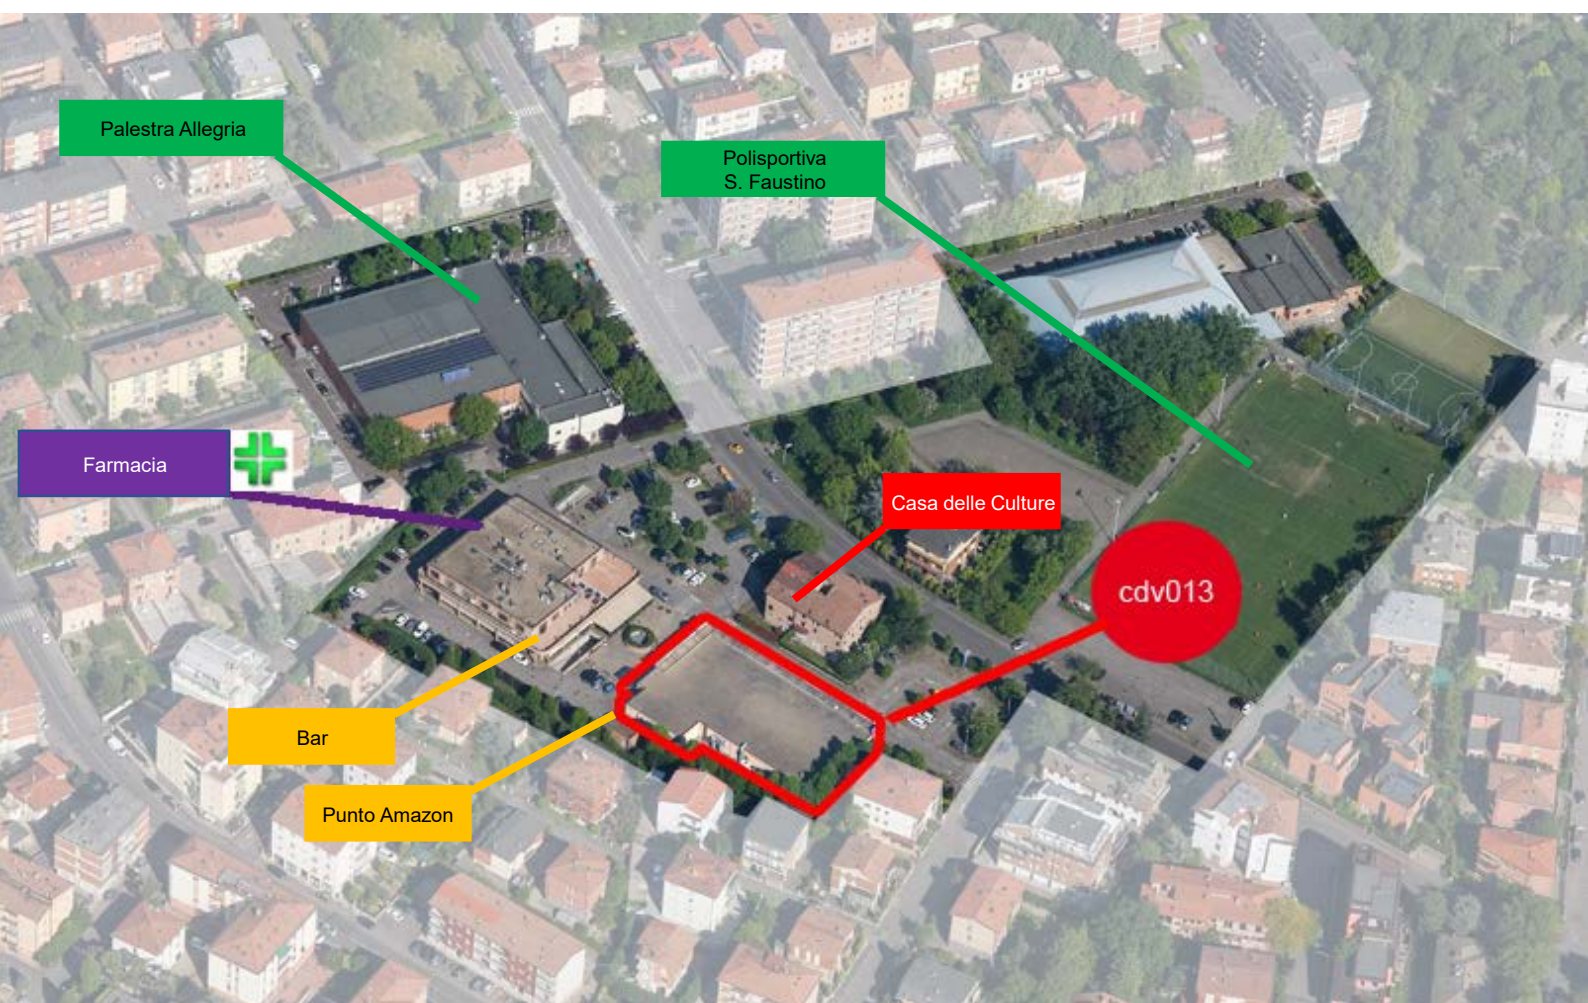 Palestra Allegria
Polisportiva
S. Faustino
Farmacia
Casa delle Culture
cdv013
Bar
Punto Amazon